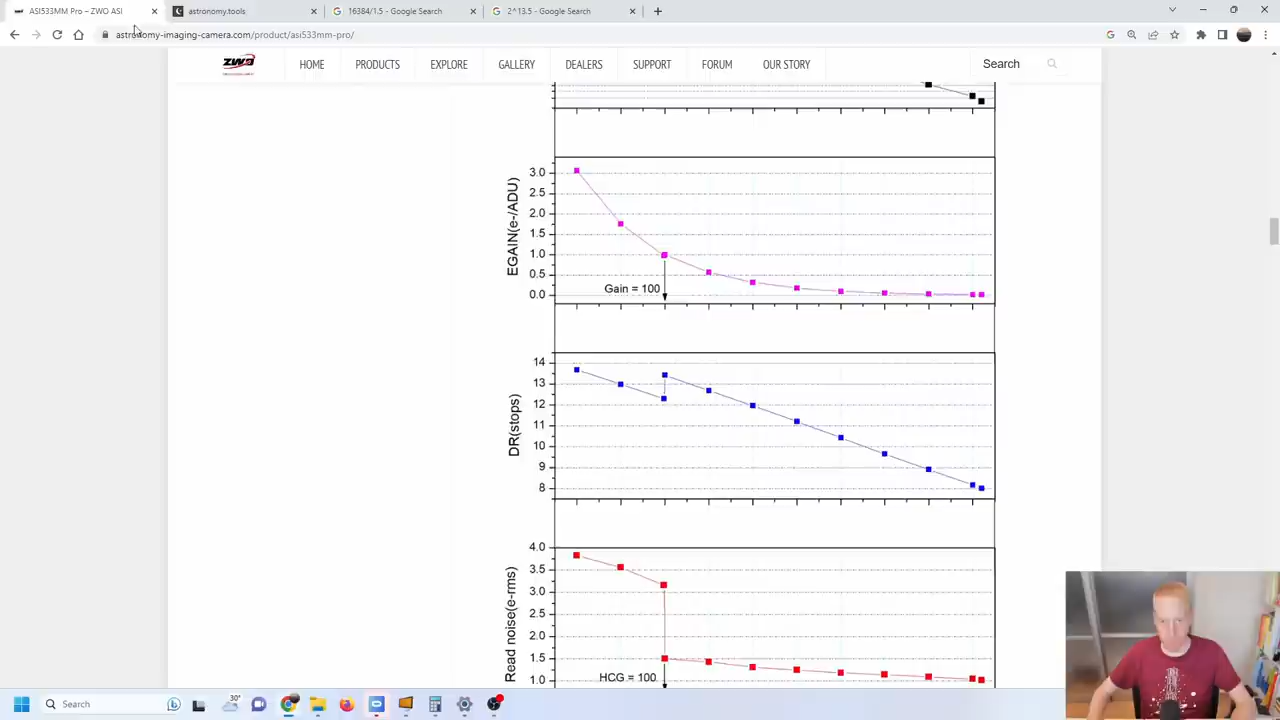 ASI533MM Pro – ZWO ASI
astronomy.tools
16384/1.5 - Google Search
2^13.5 - Google Search
astronomy-imaging-camera.com/product/asi533mm-pro/
ZWO
HOME
PRODUCTS
EXPLORE
GALLERY
DEALERS
SUPPORT
FORUM
OUR STORY
Search
EGAIN(e-/ADU)
3.0
2.5
2.0
1.5
1.0
0.5
0.0
Gain = 100
DR(stops)
14
13
12
10
9
8
Read noise(e-rms)
4.0
3.5
3.0
2.5
2.0
1.0
HCG = 100
Search